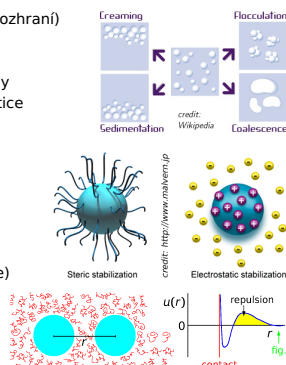 ozhraní)
y
tice
Creaming
Flocculation
credit:
Wikipedia
Sedimentation
Coalescence
credit: http://www.malvern.jp
Steric stabilization
Electrostatic stabilization
e)
r
u(r)
repulsion
0
r
fig.
contact